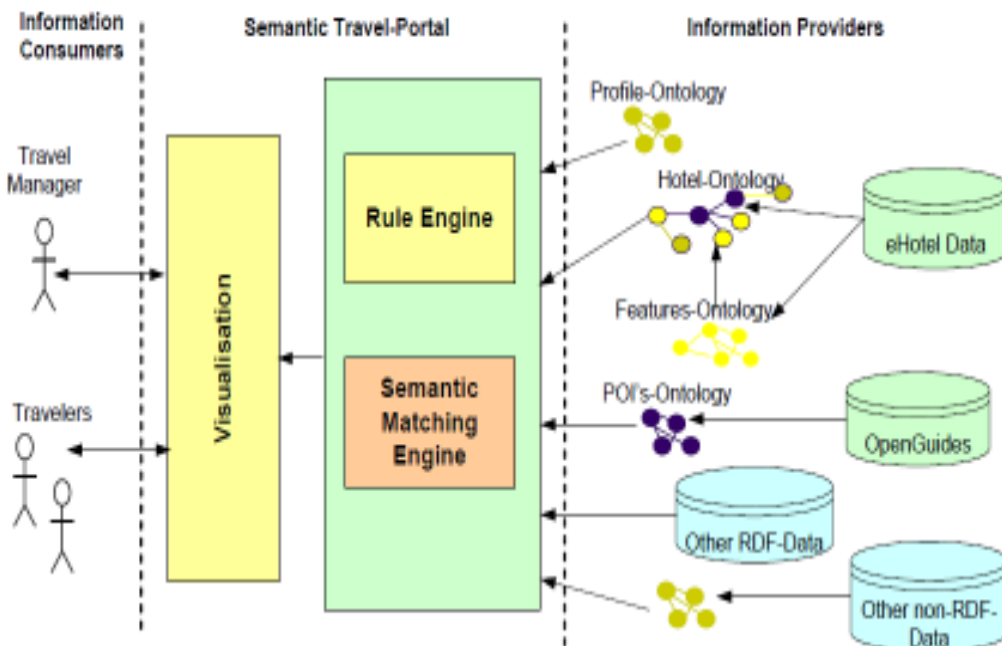 Information
Consumers
Semantic Travel-Portal
Information Providers
Travel
Manager
Travelers
Visualisation
Rule Engine
Semantic
Matching
Engine
Profile-Ontology
Hotel-Ontology
eHotel Data
Features-Ontology
POI's-Ontology
OpenGuides
Other RDF-Data
Other non-RDF-
Data